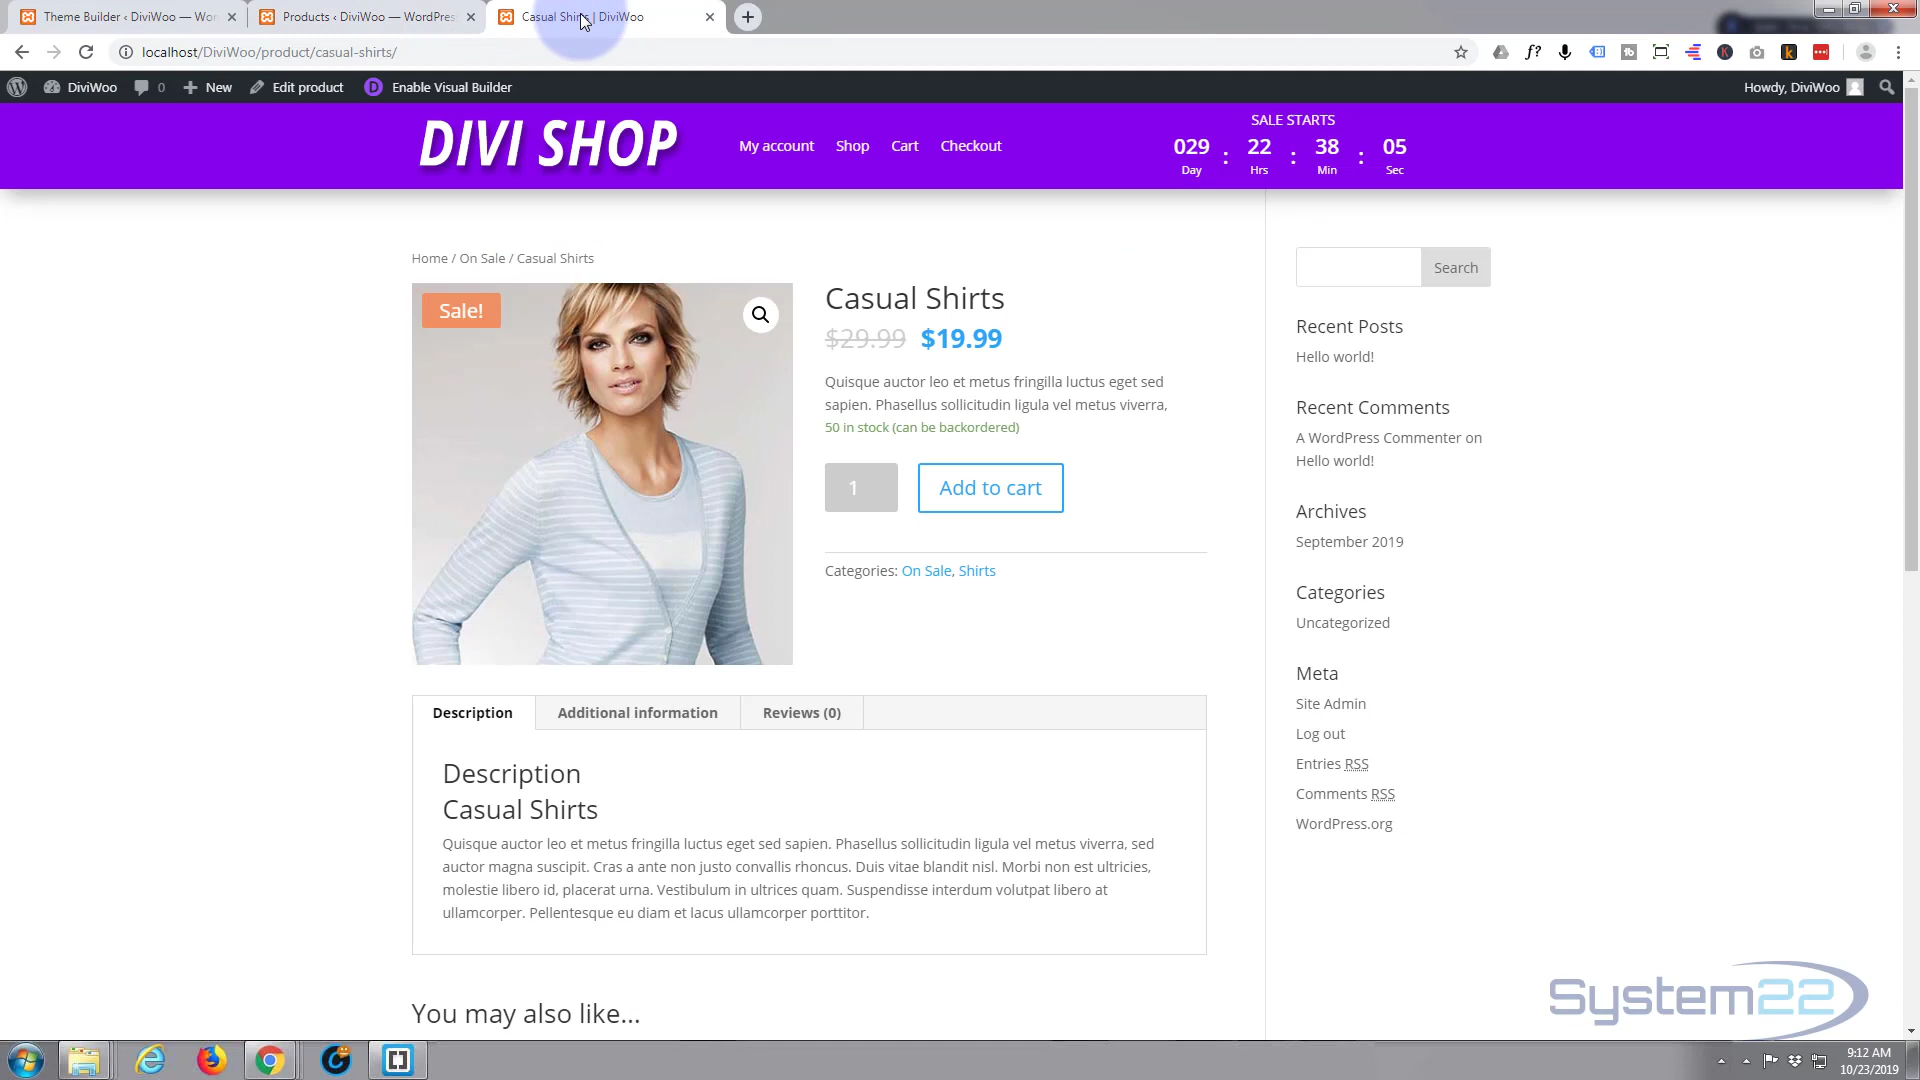 Theme Builder ‹ DiviWoo — Wor
Products ‹ DiviWoo — WordPress
Casual Shirts | DiviWoo
localhost/DiviWoo/product/casual-shirts/
DiviWoo
0
New
Edit product
D
Enable Visual Builder
Howdy, DiviWoo
DIVI SHOP
My account
Shop
Cart
Checkout
SALE STARTS
029 : 22 : 38 : 05
Day Hrs Min Sec
Home / On Sale / Casual Shirts
Sale!
Casual Shirts
$29.99 $19.99
Quisque auctor leo et metus fringilla luctus eget sed
sapien. Phasellus sollicitudin ligula vel metus viverra,
50 in stock (can be backordered)
1
Add to cart
Categories: On Sale, Shirts
Search
Recent Posts
Hello world!
Recent Comments
A WordPress Commenter on
Hello world!
Archives
September 2019
Categories
Uncategorized
Meta
Site Admin
Log out
Entries RSS
Comments RSS
WordPress.org
Description
Additional information
Reviews (0)
Description
Casual Shirts
Quisque auctor leo et metus fringilla luctus eget sed sapien. Phasellus sollicitudin ligula vel metus viverra, sed
auctor magna suscipit. Cras a ante non justo convallis rhoncus. Duis vitae blandit nisl. Morbi non est ultricies,
molestie libero id, placerat urna. Vestibulum in ultrices quam. Suspendisse interdum volutpat libero at
ullamcorper. Pellentesque eu diam et lacus ullamcorper porttitor.
You may also like…
System22
9:12 AM
10/23/2019